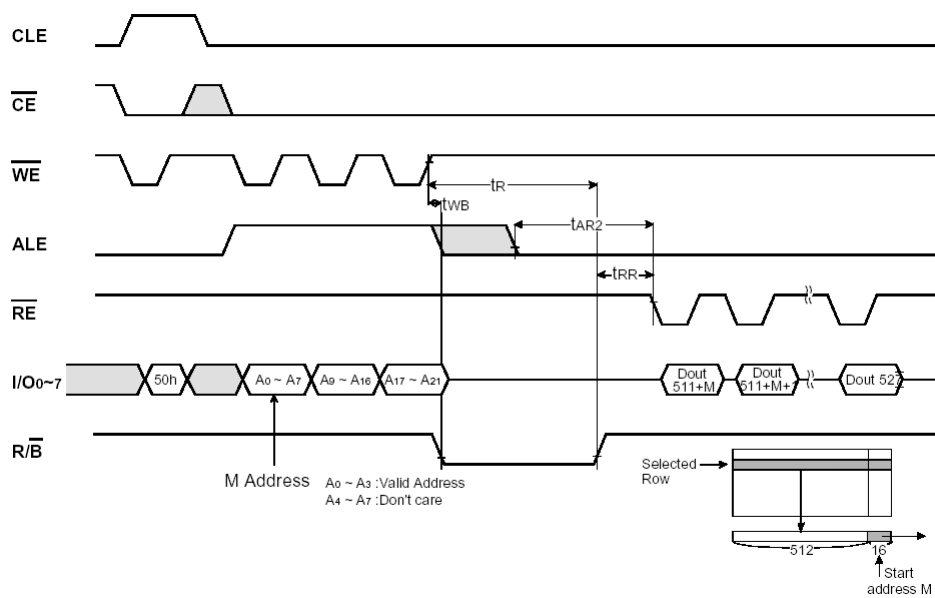 CLE
CE
WE
tR
tWB
ALE
tAR2
tRR
RE
I/O0~7
50h
A0 ~ A7
A9 ~ A16
A17 ~ A21
Dout
511+M
Dout
511+M+1
Dout 527
R/B
M Address
A0 ~ A3 :Valid Address
A4 ~ A7 :Don't care
Selected
Row
512
16
Start
address M